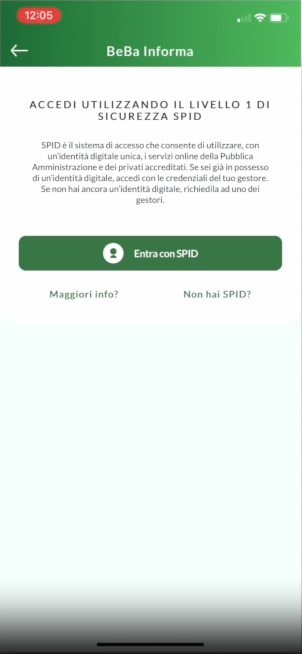 12:05
BeBa Informa
ACCEDI UTILIZZANDO IL LIVELLO 1 DI
SICUREZZA SPID
SPID è il sistema di accesso che consente di utilizzare, con
un'identità digitale unica, i servizi online della Pubblica
Amministrazione e dei privati accreditati. Se sei già in possesso
di un'identità digitale, accedi con le credenziali del tuo gestore.
Se non hai ancora un'identità digitale, richiedila ad uno dei
gestori.
Entra con SPID
Maggiori info?
Non hai SPID?